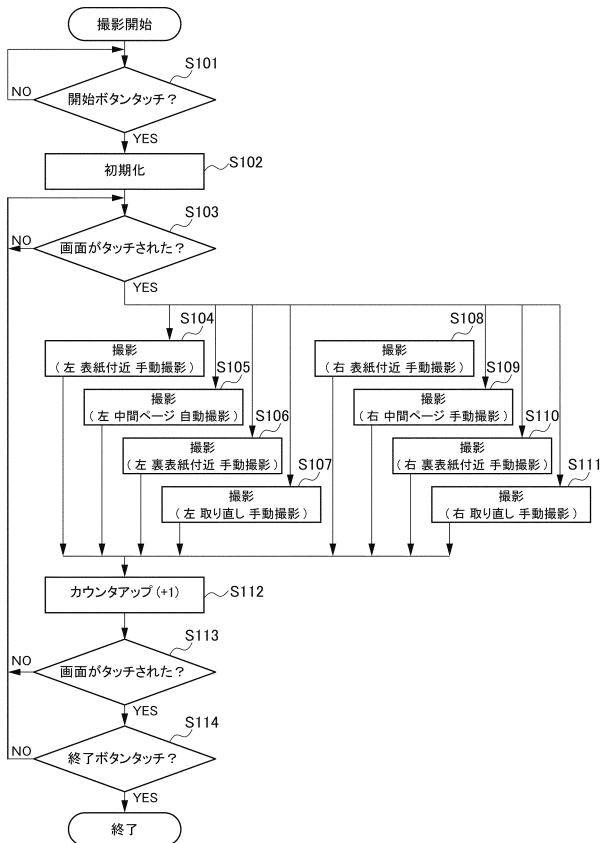 撮影開始
S101
開始ボタンタッチ？
NO
YES
初期化
S102
S103
画面がタッチされた？
NO
YES
S104
撮影
(左 表紙付近 手動撮影)
S105
撮影
(左 中間ページ 自動撮影)
S106
撮影
(左 裏表紙付近 手動撮影)
S107
撮影
(左 取り直し 手動撮影)
S108
撮影
(右 表紙付近 手動撮影)
S109
撮影
(右 中間ページ 手動撮影)
S110
撮影
(右 裏表紙付近 手動撮影)
S111
撮影
(右 取り直し 手動撮影)
カウンタアップ (+1)
S112
S113
画面がタッチされた？
NO
YES
S114
終了ボタンタッチ？
NO
YES
終了